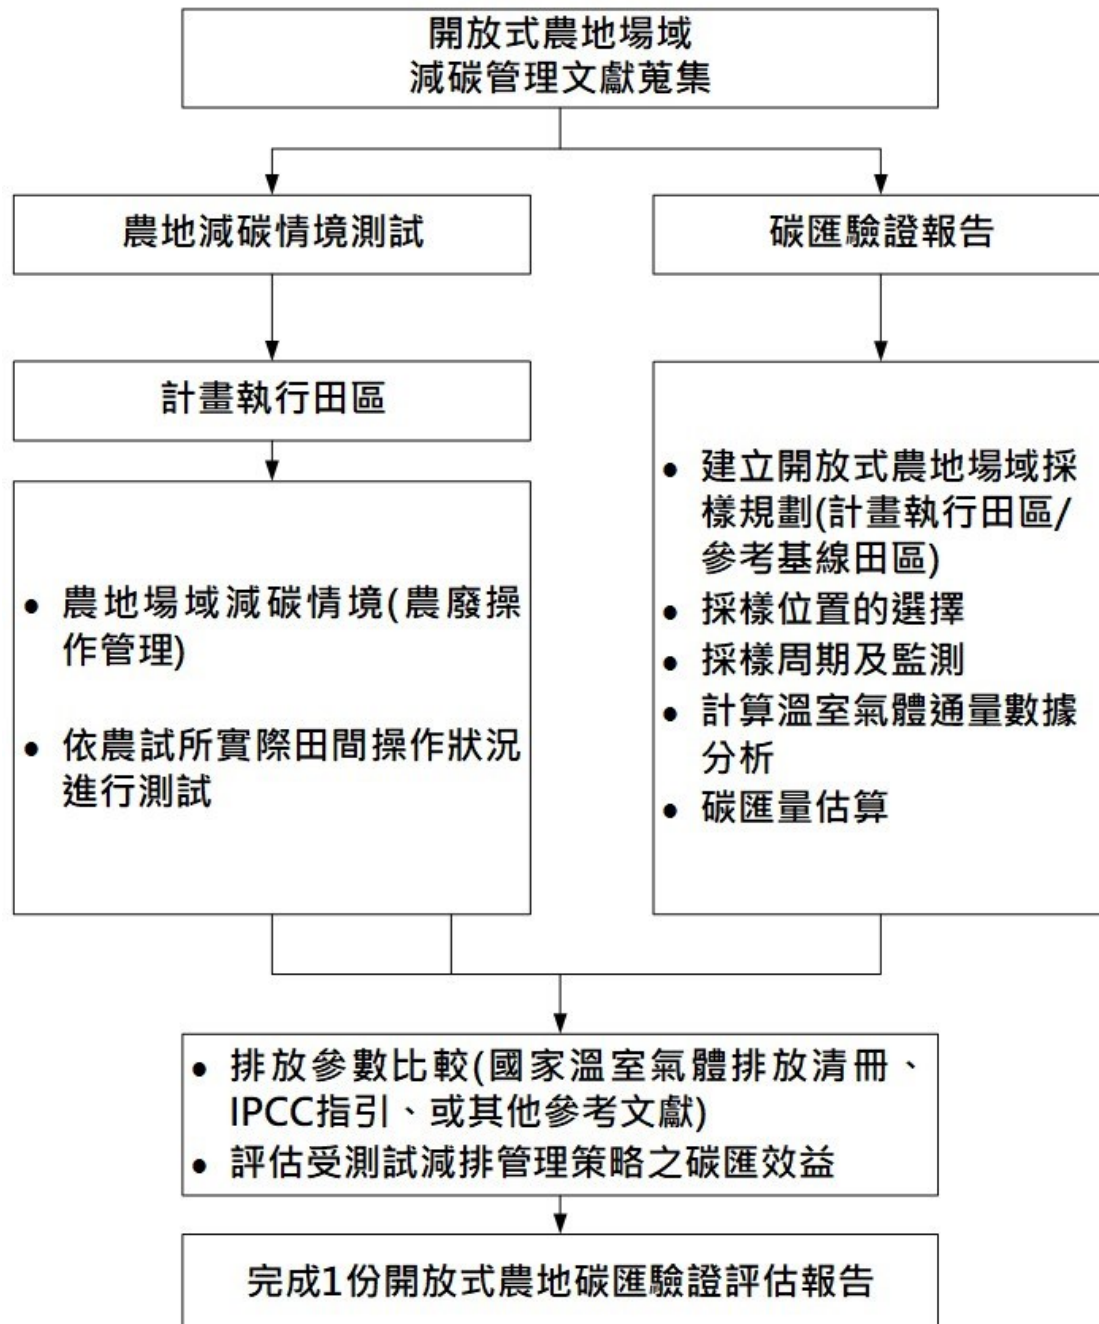 開放式農地場域
減碳管理文獻蒐集
農地減碳情境測試
碳匯驗證報告
計畫執行田區
● 農地場域減碳情境(農廢操
作管理)
● 依農試所實際田間操作狀況
進行測試
● 建立開放式農地場域採
樣規劃(計畫執行田區/
參考基線田區)
● 採樣位置的選擇
● 採樣周期及監測
● 計算溫室氣體通量數據
分析
● 碳匯量估算
● 排放參數比較(國家溫室氣體排放清冊、
IPCC指引、或其他參考文獻)
● 評估受測試減排管理策略之碳匯效益
完成1份開放式農地碳匯驗證評估報告